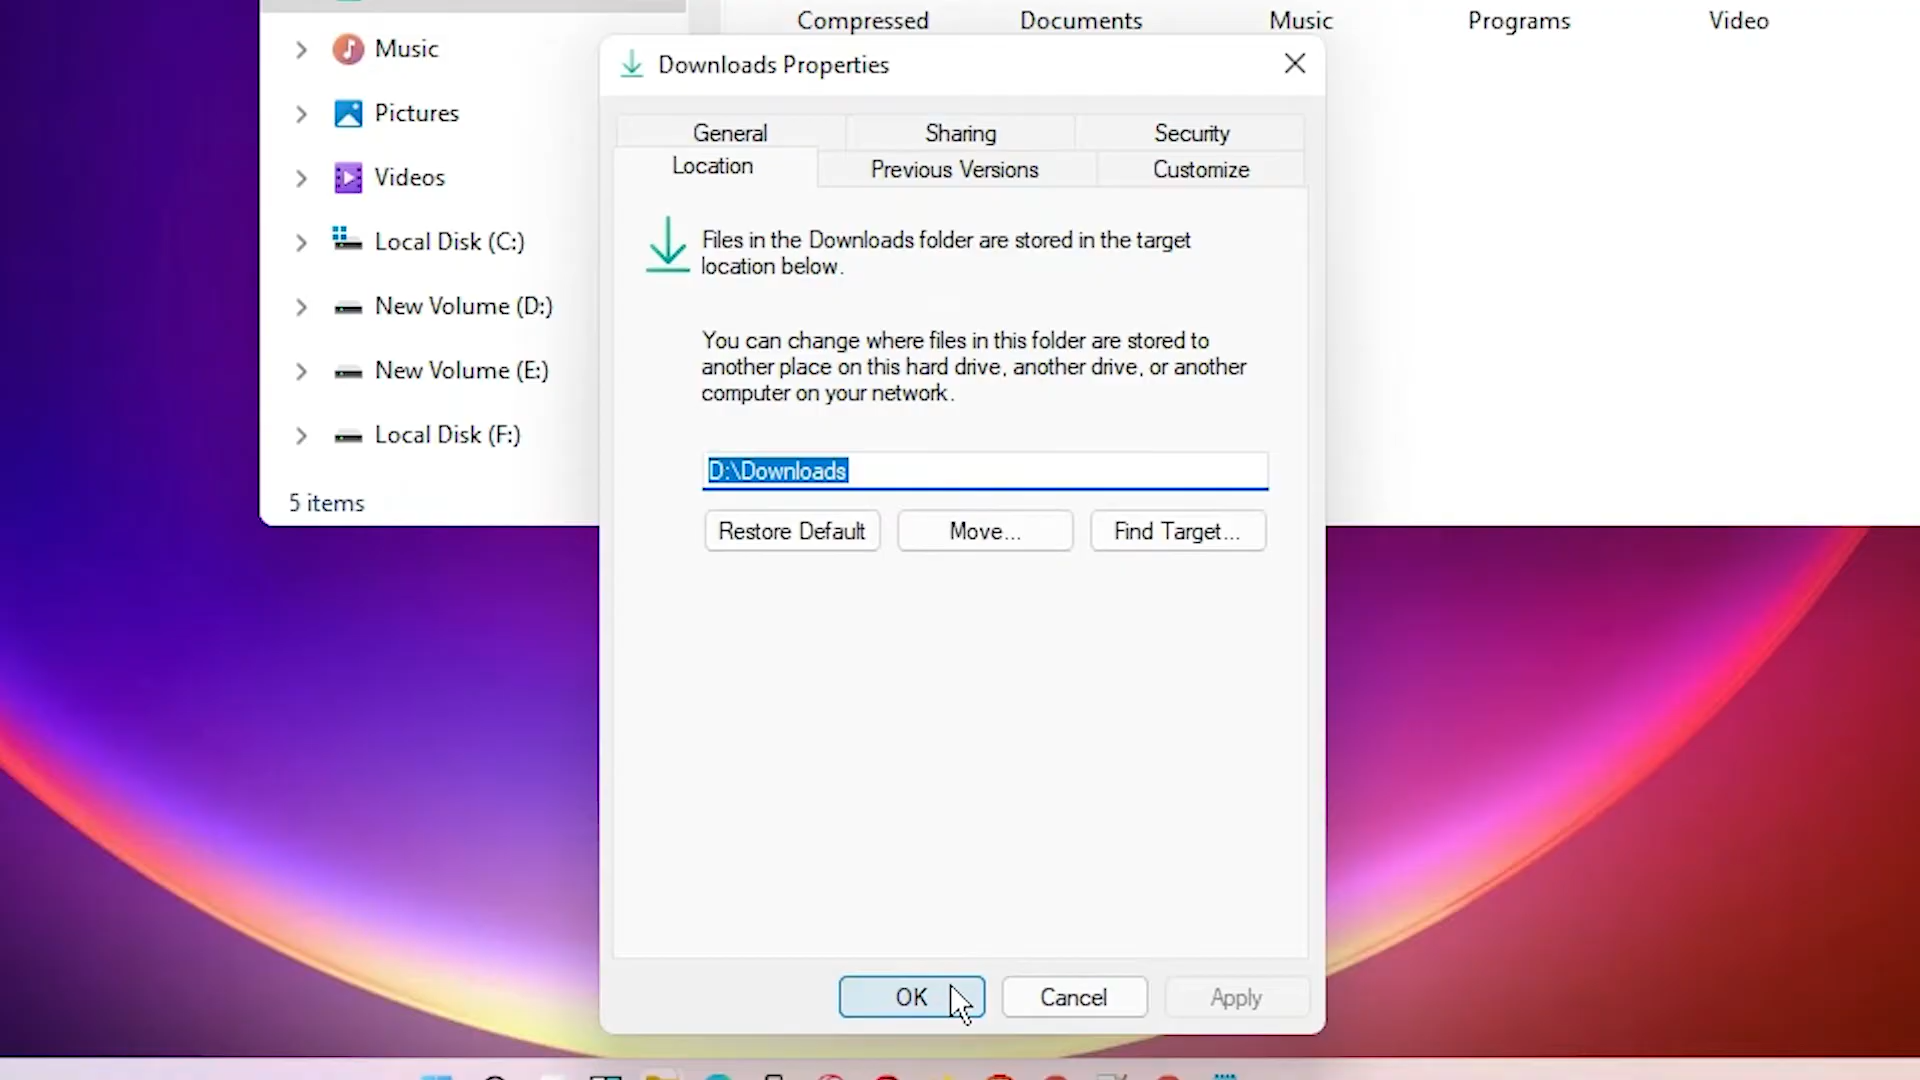 Compressed
Documents
Music
Programs
Video
Music
Pictures
Videos
Local Disk (C:)
New Volume (D:)
New Volume (E:)
Local Disk (F:)
5 items
Downloads Properties
General
Sharing
Security
Location
Previous Versions
Customize
Files in the Downloads folder are stored in the target
location below.
You can change where files in this folder are stored to
another place on this hard drive, another drive, or another
computer on your network.
D:\Downloads
Restore Default
Move...
Find Target...
OK
Cancel
Apply